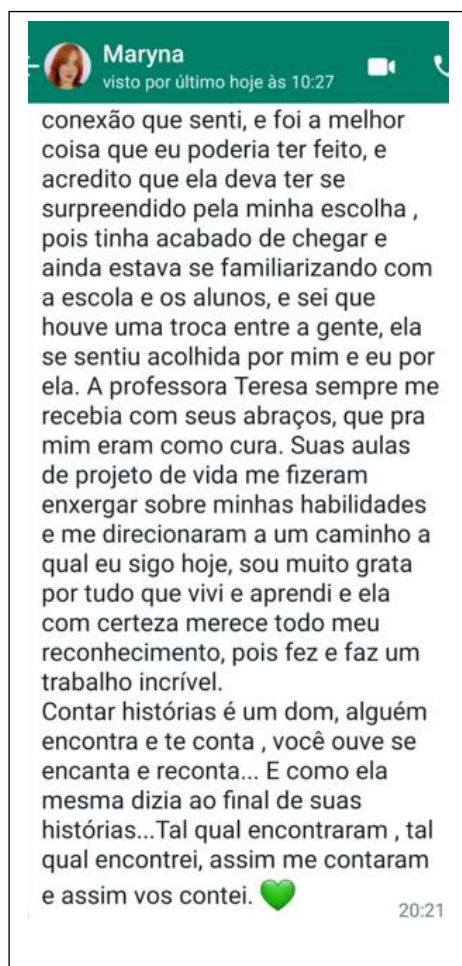 Maryna
visto por último hoje às 10:27
conexão que senti, e foi a melhor
coisa que eu poderia ter feito, e
acredito que ela deva ter se
surpreendido pela minha escolha ,
pois tinha acabado de chegar e
ainda estava se familiarizando com
a escola e os alunos, e sei que
houve uma troca entre a gente, ela
se sentiu acolhida por mim e eu por
ela. A professora Teresa sempre me
recebia com seus abraços, que pra
mim eram como cura. Suas aulas
de projeto de vida me fizeram
enxergar sobre minhas habilidades
e me direcionaram a um caminho a
qual eu sigo hoje, sou muito grata
por tudo que vivi e aprendi e ela
com certeza merece todo meu
reconhecimento, pois fez e faz um
trabalho incrível.
Contar histórias é um dom, alguém
encontra e te conta , você ouve se
encanta e reconta... E como ela
mesma dizia ao final de suas
histórias...Tal qual encontraram , tal
qual encontrei, assim me contaram
e assim vos contei. 💚
20:21